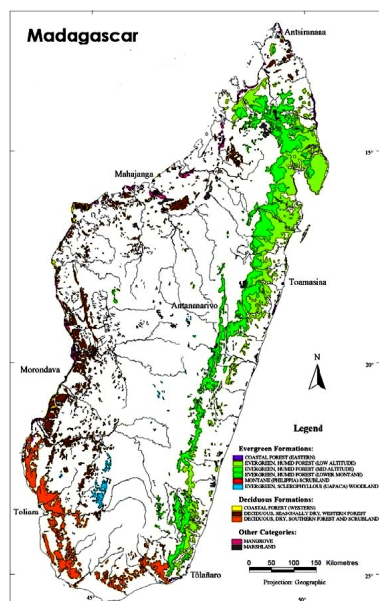 Madagascar
Antsiranana
15°
Mahajanga
Toamasina
Antananarivo
20°
Morondava
N
Legend
Evergreen Formations:
COASTAL FOREST (EASTERN)
EVERGREEN, HUMID FOREST (LOW ALTITUDE)
EVERGREEN, HUMID FOREST (MID ALTITUDE)
EVERGREEN, HUMID FOREST (LOWER MONTANE)
MONTANE (PHILIPPIA) SCRUBLAND
EVERGREEN, SCLEROPHYLLOUS (UAPACA) WOODLAND
Deciduous Formations:
COASTAL FOREST (WESTERN)
DECIDUOUS, SEASONALLY DRY, WESTERN FOREST
DECIDUOUS, DRY, SOUTHERN FOREST AND SCRUBLAND
Other Categories:
MANGROVE
MARSHLAND
Toliara
50 0 50 100 150 Kilometres
Projection: Geographic
Tôlañaro
25°
45° 50°